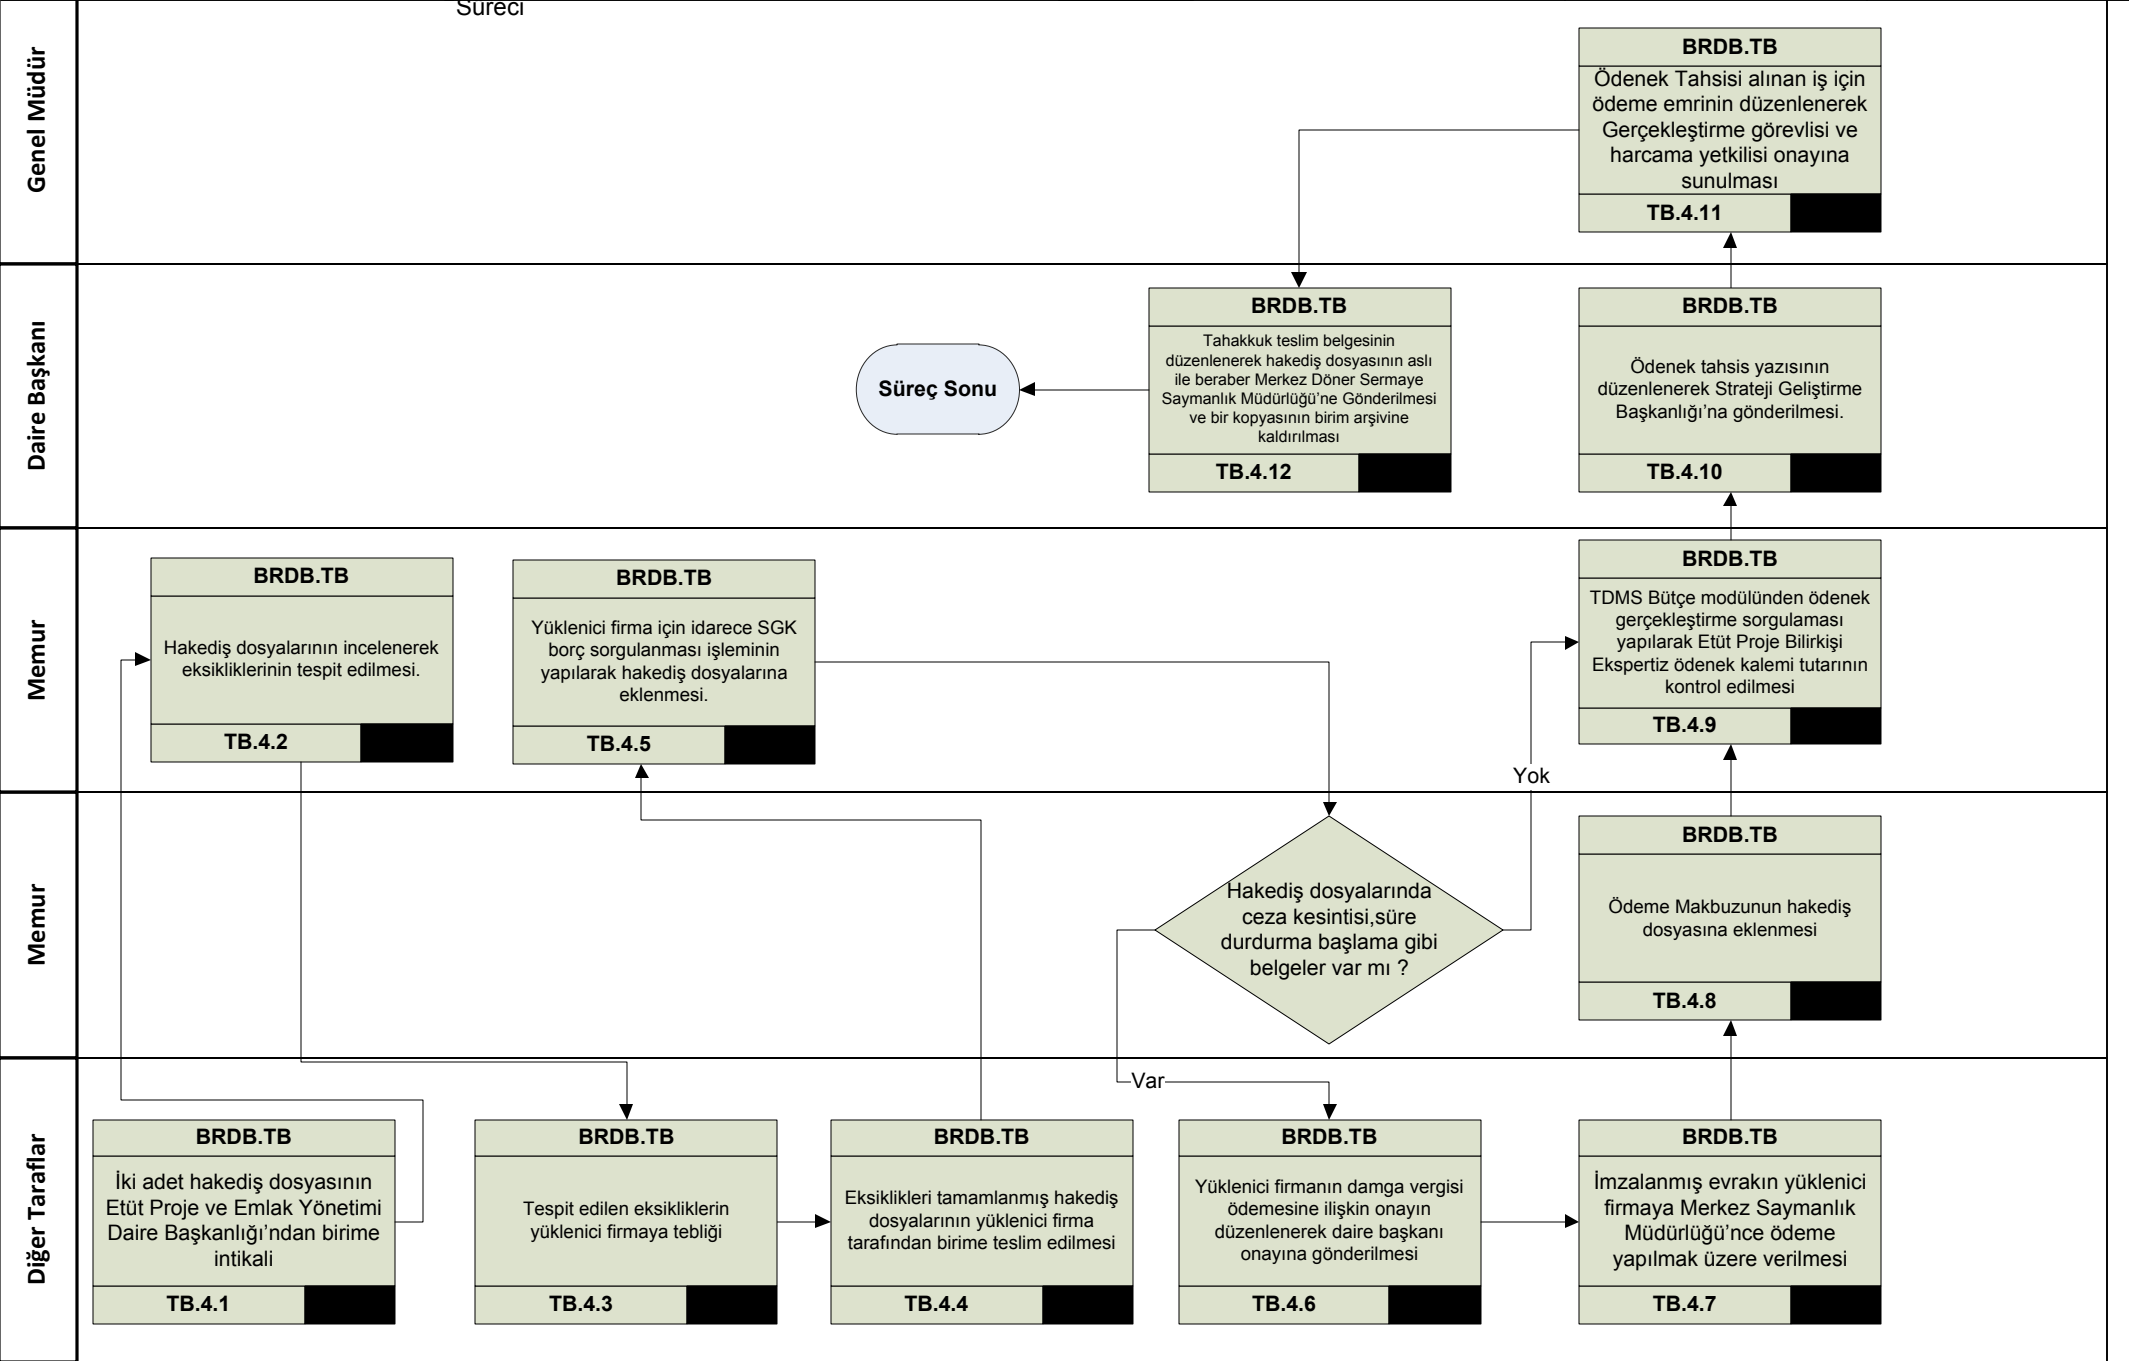 Süreci
Genel Müdür
BRDB.TB
Ödenek Tahsisi alınan iş için
ödeme emrinin düzenlenerek
Gerçekleştirme görevlisi ve
harcama yetkilisi onayına
sunulması
TB.4.11
Daire Başkanı
Süreç Sonu
BRDB.TB
Tahakkuk teslim belgesinin
düzenlenerek hakediş dosyasının aslı
ile beraber Merkez Döner Sermaye
Saymanlık Müdürlüğü’ne Gönderilmesi
ve bir kopyasının birim arşivine
kaldırılması
TB.4.12
BRDB.TB
Ödenek tahsis yazısının
düzenlenerek Strateji Geliştirme
Başkanlığı’na gönderilmesi.
TB.4.10
Memur
BRDB.TB
Hakediş dosyalarının incelenerek
eksikliklerinin tespit edilmesi.
TB.4.2
BRDB.TB
Yüklenici firma için idarece SGK
borç sorgulanması işleminin
yapılarak hakediş dosyalarına
eklenmesi.
TB.4.5
BRDB.TB
TDMS Bütçe modülünden ödenek
gerçekleştirme sorgulaması
yapılarak Etüt Proje Bilirkişi
Ekspertiz ödenek kalemi tutarının
kontrol edilmesi
TB.4.9
Yok
Memur
Hakediş dosyalarında
ceza kesintisi,süre
durdurma başlama gibi
belgeler var mı ?
BRDB.TB
Ödeme Makbuzunun hakediş
dosyasına eklenmesi
TB.4.8
Var
Diğer Taraflar
BRDB.TB
İki adet hakediş dosyasının
Etüt Proje ve Emlak Yönetimi
Daire Başkanlığı’ndan birime
intikali
TB.4.1
BRDB.TB
Tespit edilen eksikliklerin
yüklenici firmaya tebliği
TB.4.3
BRDB.TB
Eksiklikleri tamamlanmış hakediş
dosyalarının yüklenici firma
tarafından birime teslim edilmesi
TB.4.4
BRDB.TB
Yüklenici firmanın damga vergisi
ödemesine ilişkin onayın
düzenlenerek daire başkanı
onayına gönderilmesi
TB.4.6
BRDB.TB
İmzalanmış evrakın yüklenici
firmaya Merkez Saymanlık
Müdürlüğü’nce ödeme
yapılmak üzere verilmesi
TB.4.7